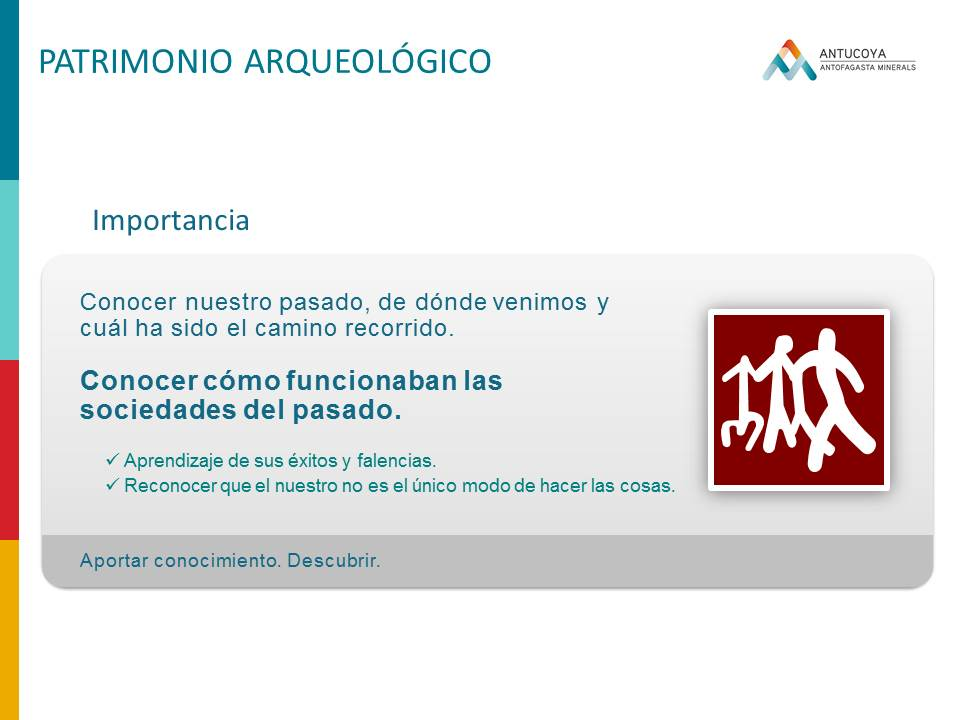 PATRIMONIO ARQUEOLÓGICO
ANTUCOYA
ANTOFAGASTA MINERALS
Importancia
Conocer nuestro pasado, de dónde venimos y
cuál ha sido el camino recorrido.
Conocer cómo funcionaban las
sociedades del pasado.
✓ Aprendizaje de sus éxitos y falencias.
✓ Reconocer que el nuestro no es el único modo de hacer las cosas.
Aportar conocimiento. Descubrir.